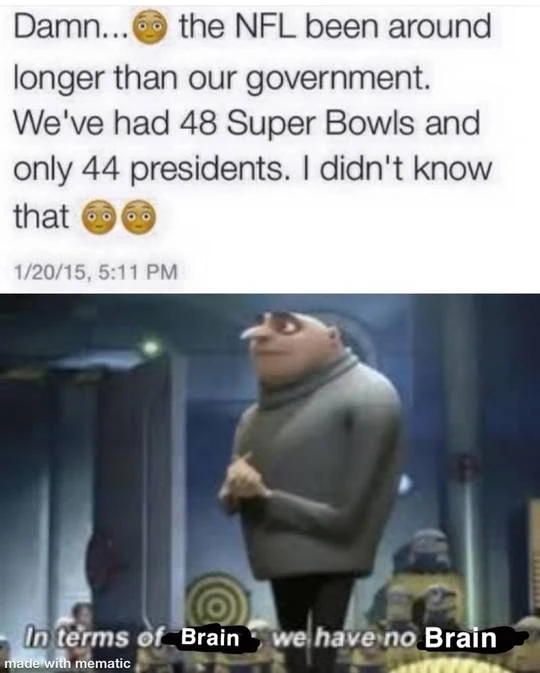 Damn...😳 the NFL been around
longer than our government.
We've had 48 Super Bowls and
only 44 presidents. I didn't know
that 😳😳
1/20/15, 5:11 PM
In terms of Brain, we have no Brain
made with mematic